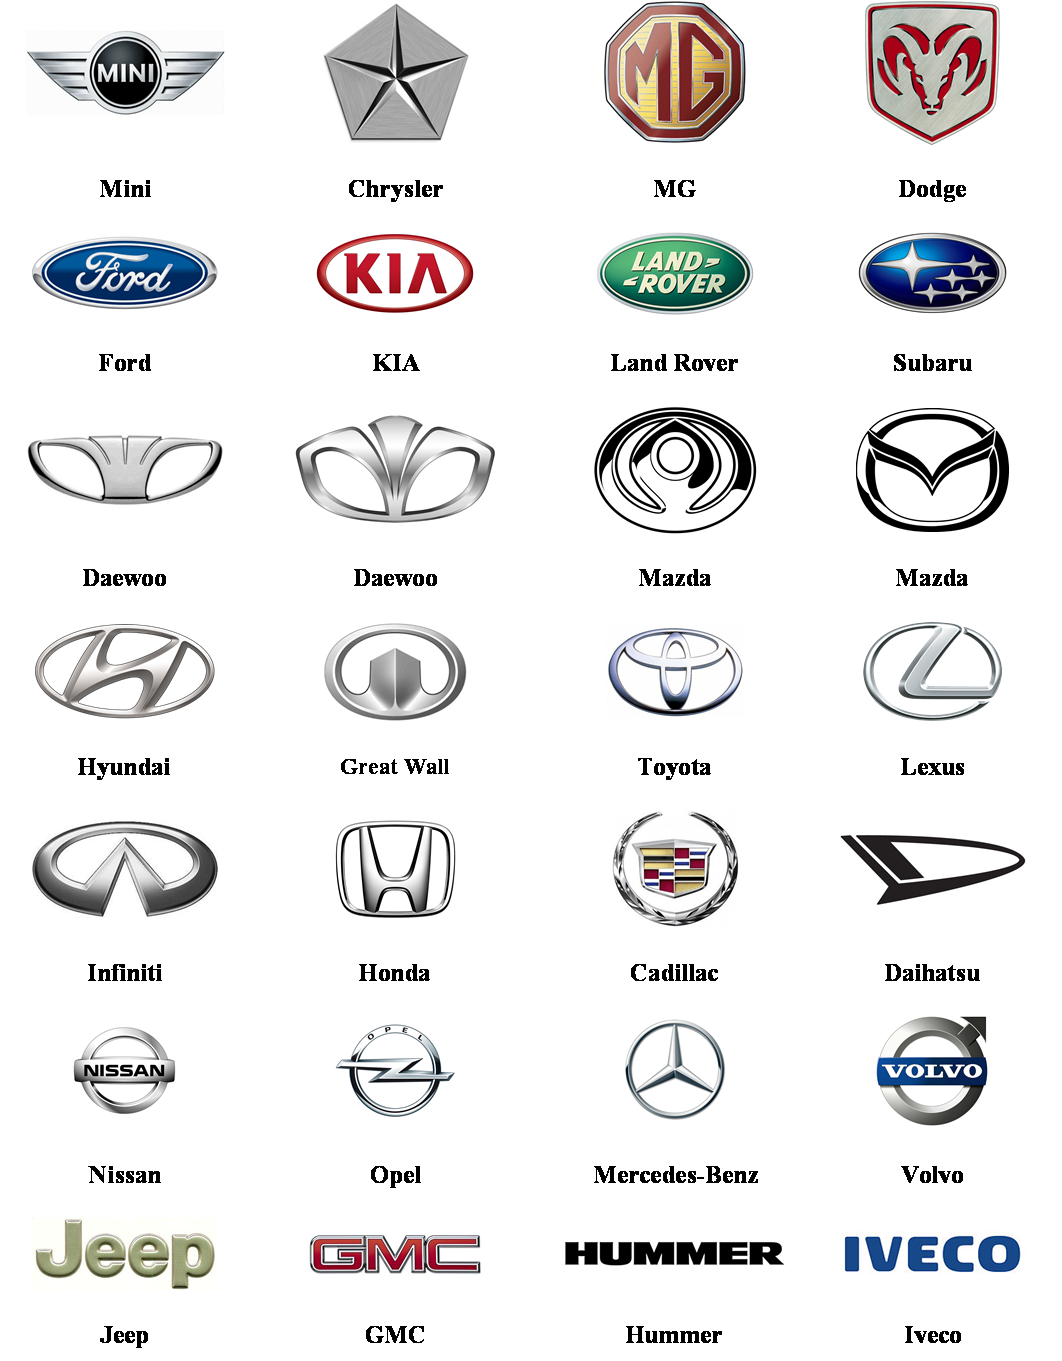 MINI
MG
Mini
Chrysler
MG
Dodge
Ford
KIA
LAND-
-ROVER
Ford
KIA
Land Rover
Subaru
Daewoo
Daewoo
Mazda
Mazda
Hyundai
Great Wall
Toyota
Lexus
Infiniti
Honda
Cadillac
Daihatsu
NISSAN
OPEL
VOLVO
Nissan
Opel
Mercedes-Benz
Volvo
Jeep
GMC
HUMMER
IVECO
Jeep
GMC
Hummer
Iveco